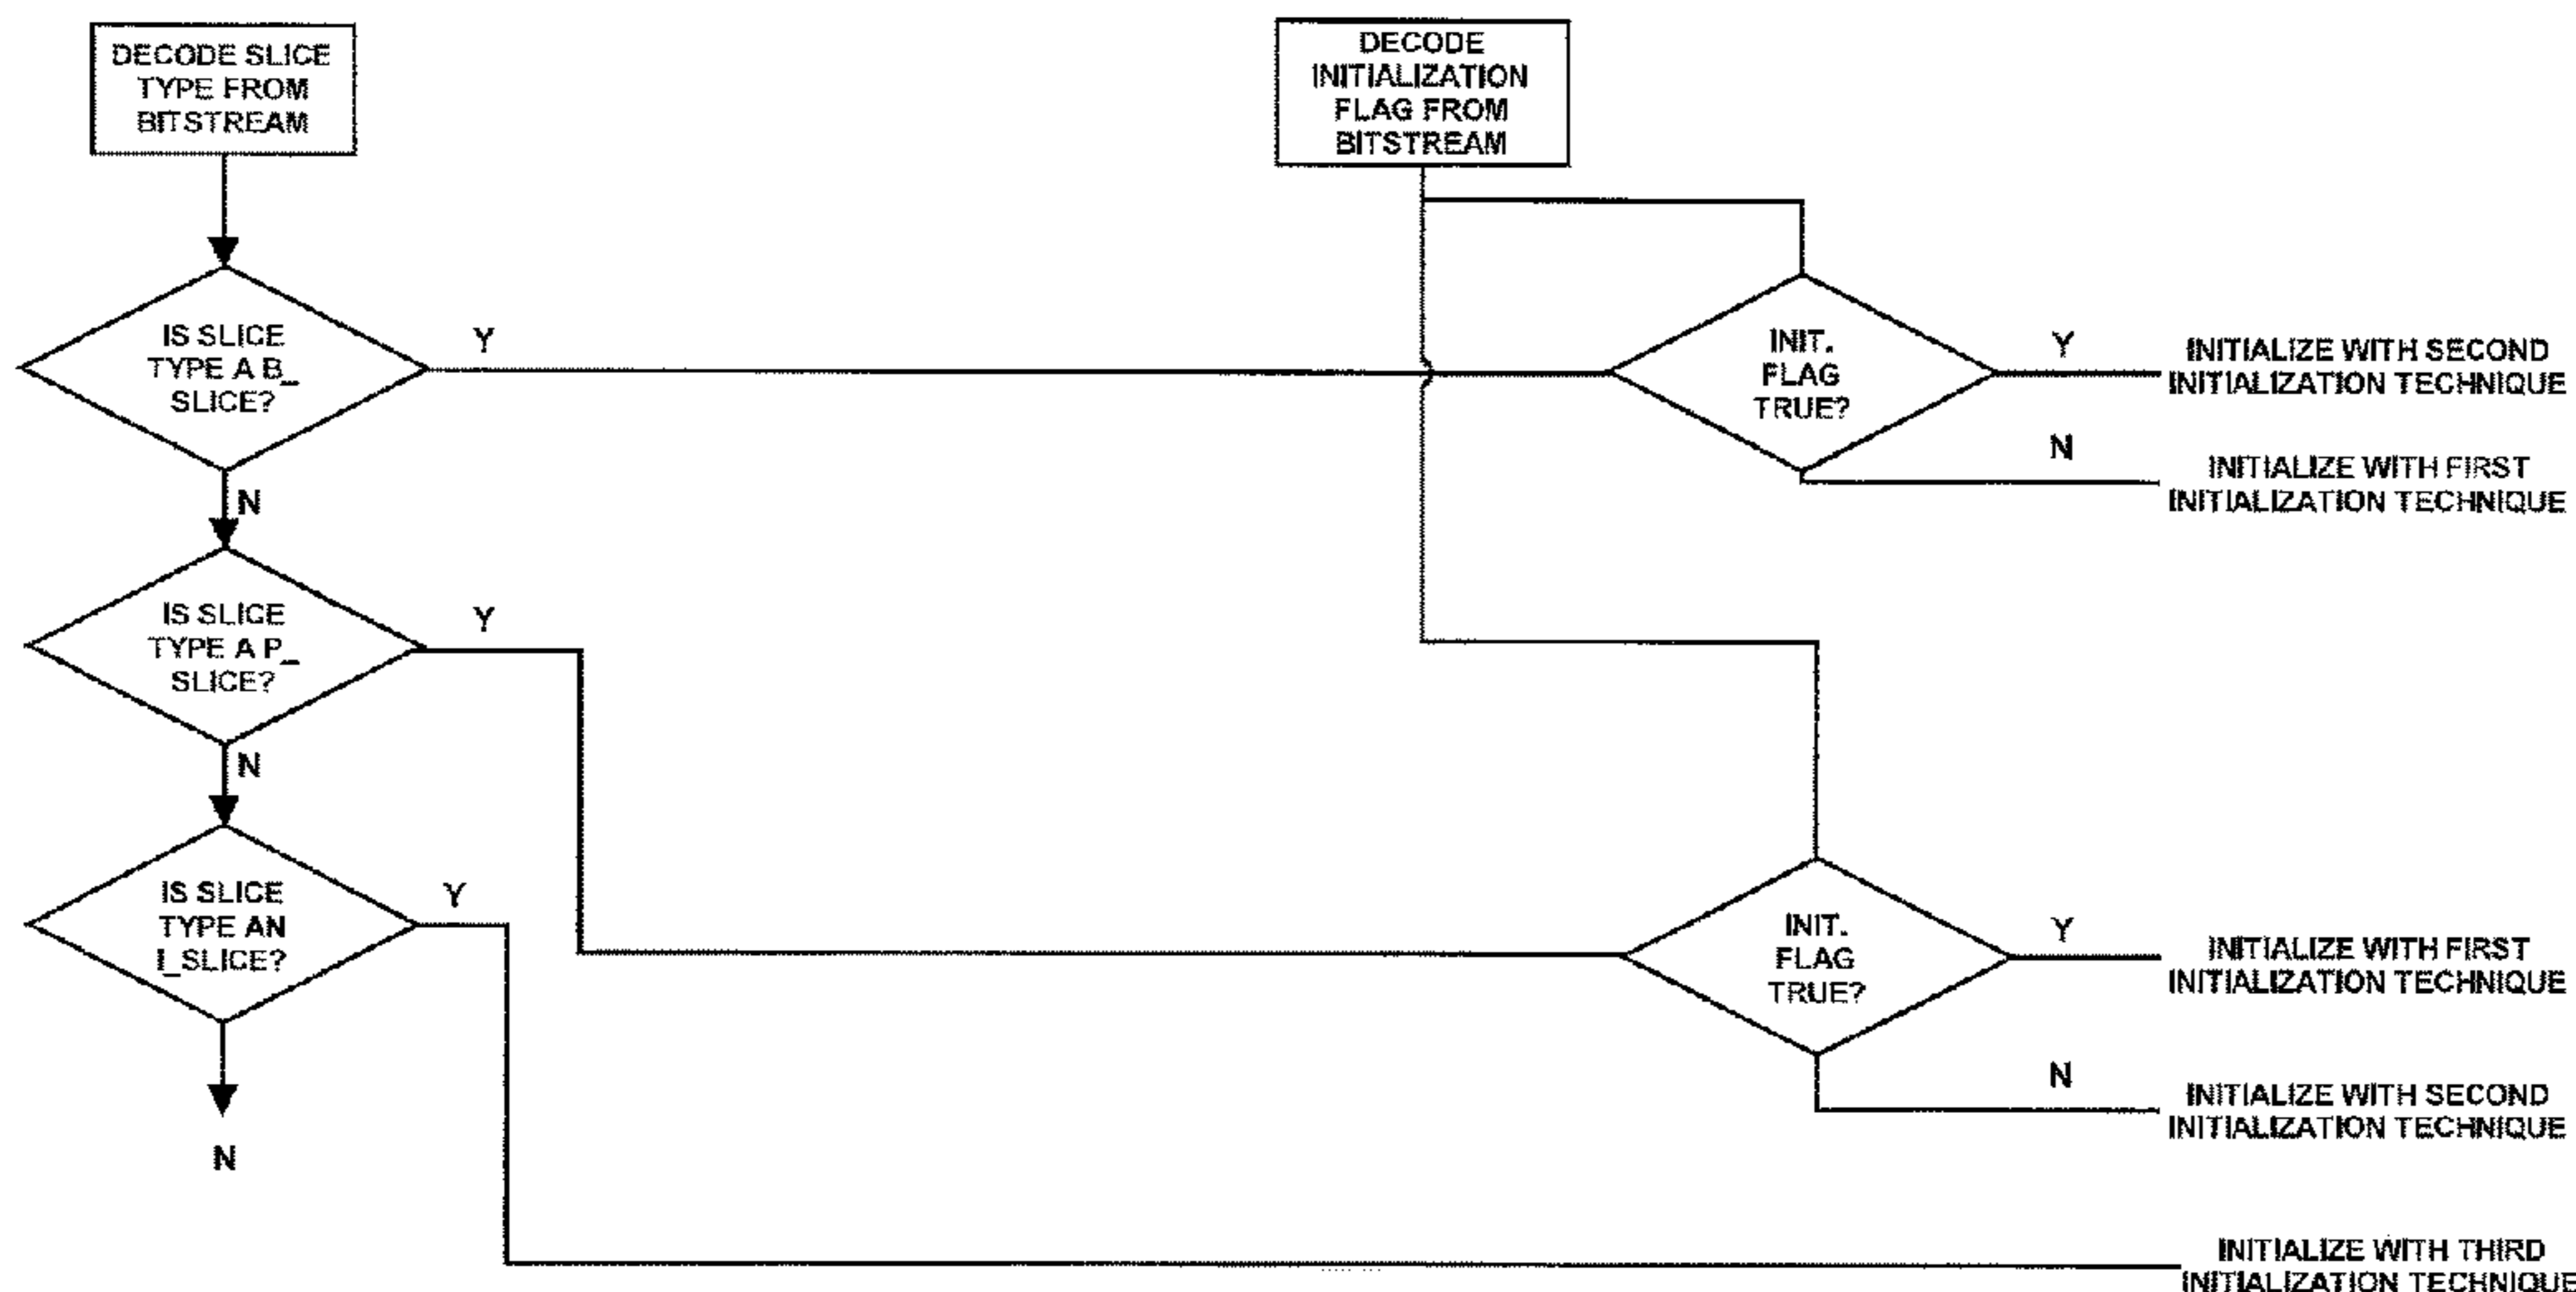 DECODE SLICE
TYPE FROM
BITSTREAM
DECODE
INITIALIZATION
FLAG FROM
BITSTREAM
IS SLICE
TYPE A B_
SLICE?
Y
INIT.
FLAG
TRUE?
Y
INITIALIZE WITH SECOND
INITIALIZATION TECHNIQUE
N
INITIALIZE WITH FIRST
INITIALIZATION TECHNIQUE
N
IS SLICE
TYPE A P_
SLICE?
Y
N
IS SLICE
TYPE AN
I_SLICE?
Y
INIT.
FLAG
TRUE?
Y
INITIALIZE WITH FIRST
INITIALIZATION TECHNIQUE
N
INITIALIZE WITH SECOND
INITIALIZATION TECHNIQUE
N
INITIALIZE WITH THIRD
INITIALIZATION TECHNIQUE